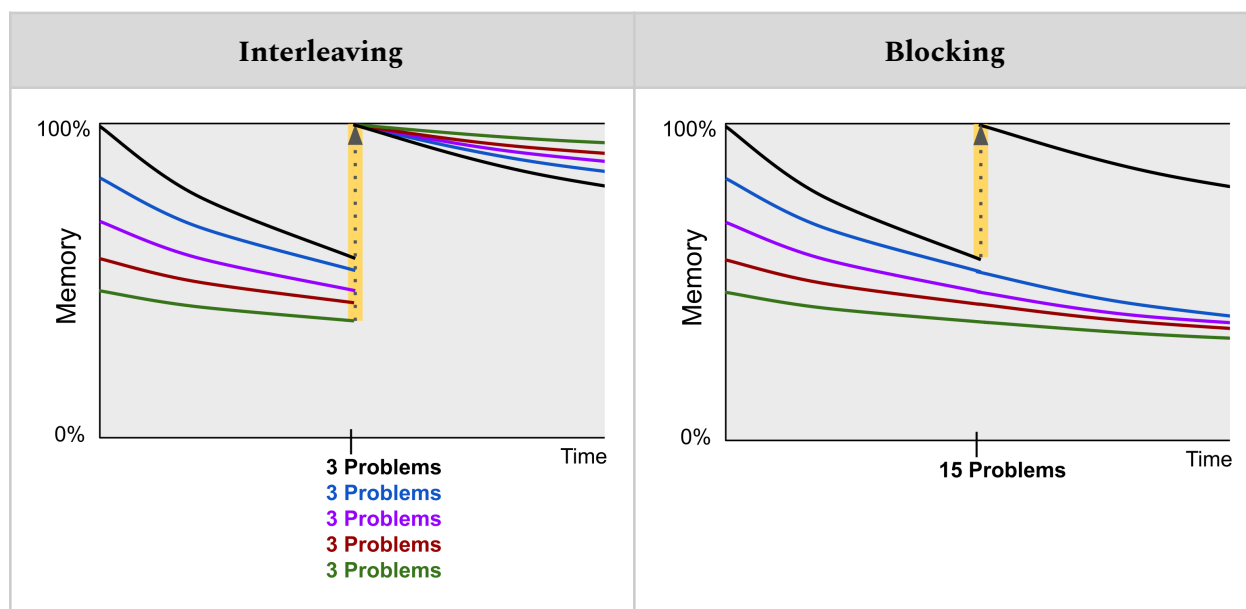 Interleaving
Blocking
100%
Memory
0%
Time
3 Problems
3 Problems
3 Problems
3 Problems
3 Problems
100%
Memory
0%
Time
15 Problems